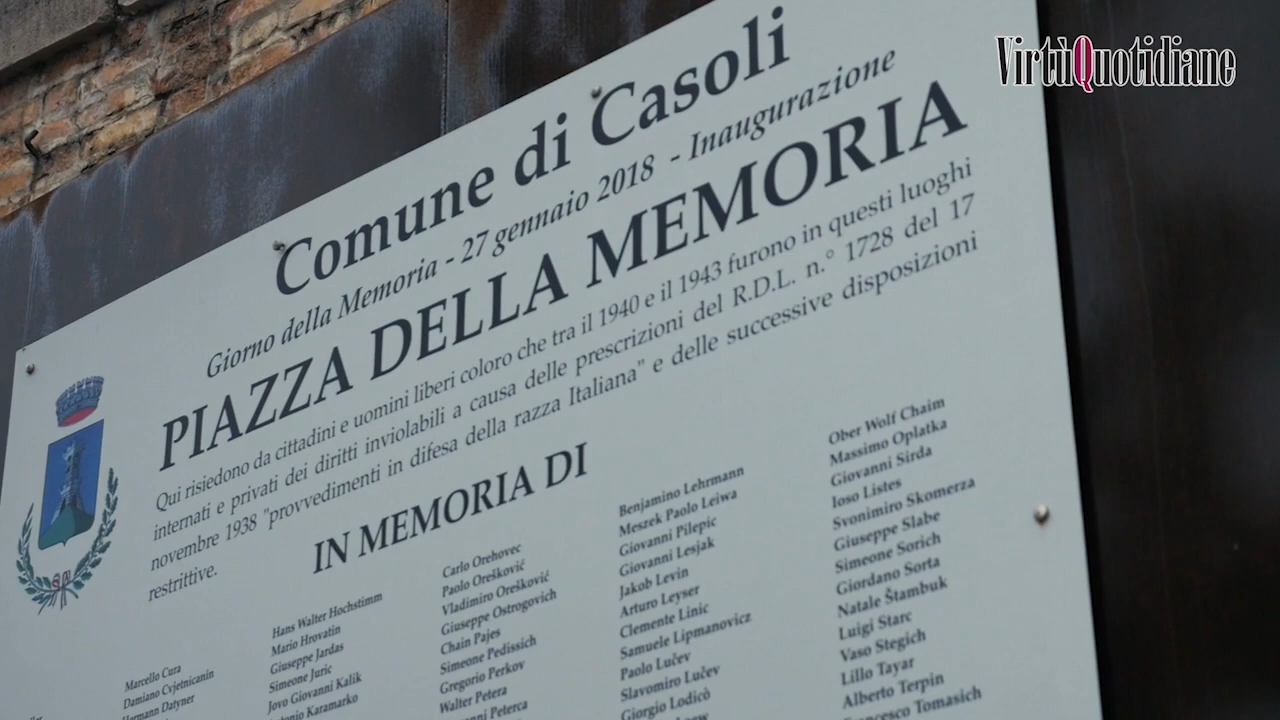 VirtùQuotidiane
Comune di Casoli
Giorno della Memoria - 27 gennaio 2018 - Inaugurazione
PIAZZA DELLA MEMORIA
Qui risiedono da cittadini e uomini liberi coloro che tra il 1940 e il 1943 furono in questi luoghi
internati e privati dei diritti inviolabili a causa delle prescrizioni del R.D.L. n.° 1728 del 17
novembre 1938 "provvedimenti in difesa della razza Italiana" e delle successive disposizioni
restrittive.
IN MEMORIA DI
Marcello Cura
Damiano Cvjetnicanin
Hermann Datyner
Hans Walter Hochstimm
Mario Hrovatin
Giuseppe Jardas
Simeone Juric
Jovo Giovanni Kalik
Karamarko
Carlo Orehovec
Paolo Orešković
Vladimiro Orešković
Giuseppe Ostrogovich
Chain Pajes
Simeone Pedissich
Gregorio Perkov
Walter Petera
Peterca
Benjamino Lehrmann
Meszek Paolo Leiwa
Giovanni Pilepic
Giovanni Lesjak
Jakob Levin
Arturo Leyser
Clemente Linic
Samuele Lipmanovicz
Paolo Lučev
Slavomiro Lučev
Giorgio Lodicò
Ober Wolf Chaim
Massimo Oplatka
Giovanni Sirda
Ioso Listes
Svonimiro Skomerza
Giuseppe Slabe
Simeone Sorich
Giordano Sorta
Natale Štambuk
Luigi Starc
Vaso Stegich
Lillo Tayar
Alberto Terpin
Francesco Tomasich